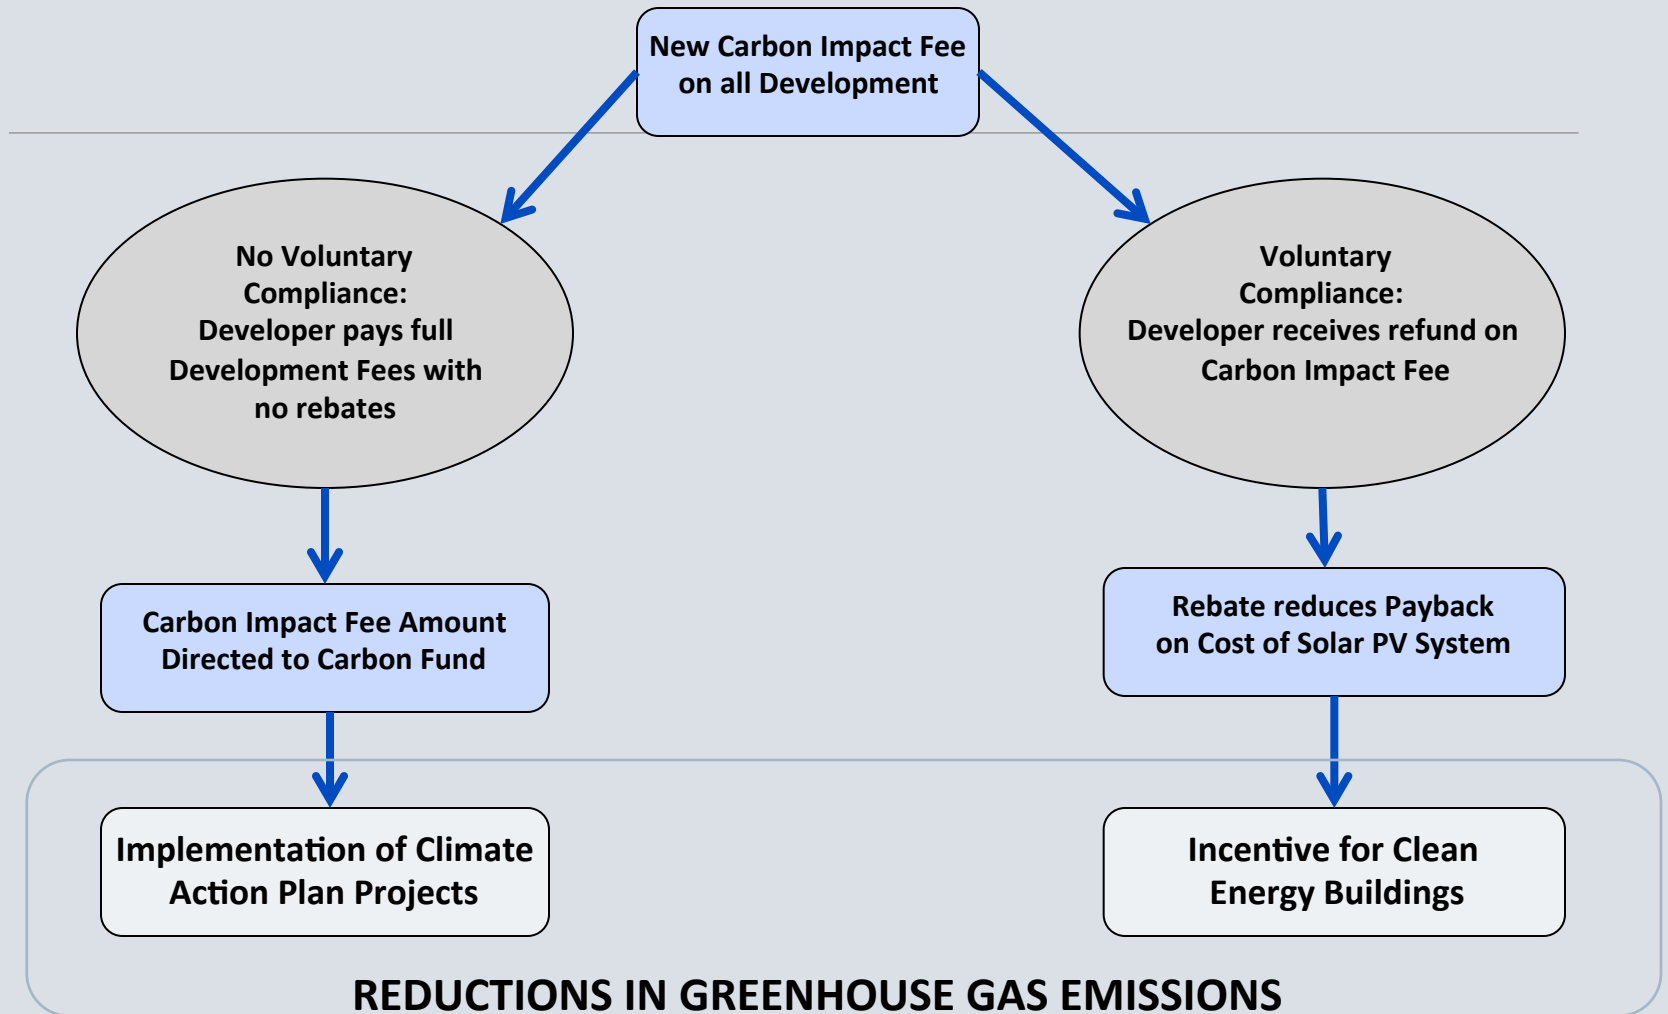 New Carbon Impact Fee
on all Development
No Voluntary
Compliance:
Developer pays full
Development Fees with
no rebates
Voluntary
Compliance:
Developer receives refund on
Carbon Impact Fee
Carbon Impact Fee Amount
Directed to Carbon Fund
Rebate reduces Payback
on Cost of Solar PV System
Implementation of Climate
Action Plan Projects
Incentive for Clean
Energy Buildings
REDUCTIONS IN GREENHOUSE GAS EMISSIONS